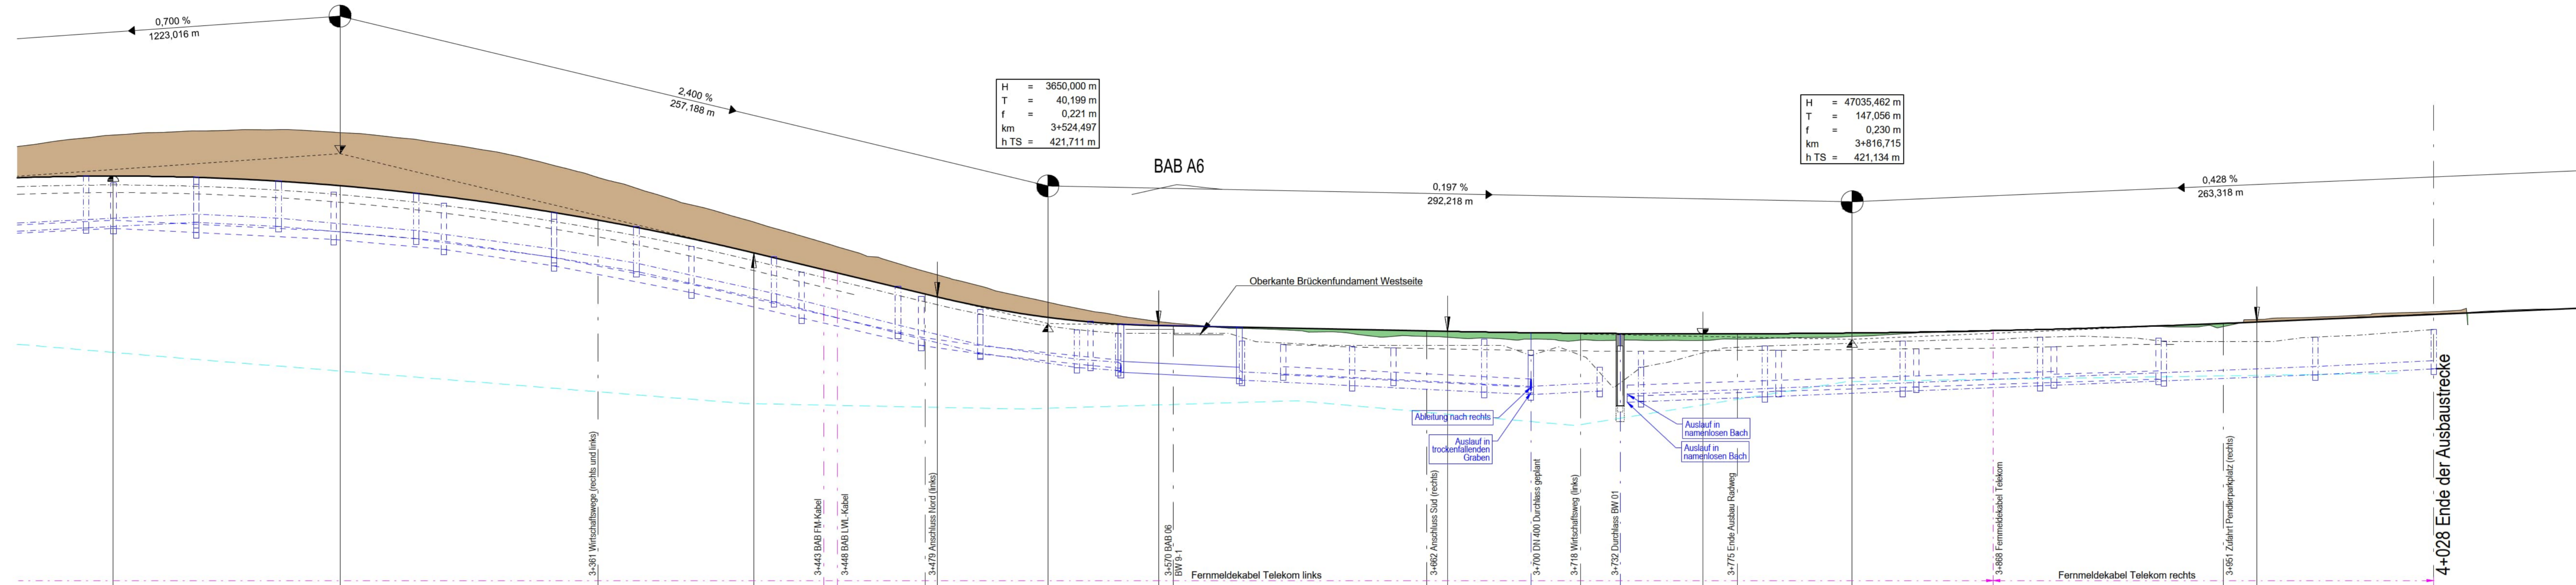 0,700 %
1223,016 m
2,400 %
257,188 m
H = 3650,000 m
T = 40,199 m
f = 0,221 m
km 3+524,497
h TS = 421,711 m
BAB A6
0,197 %
292,218 m
H = 47035,462 m
T = 147,056 m
f = 0,230 m
km 3+816,715
h TS = 421,134 m
0,428 %
263,318 m
Oberkante Brückenfundament Westseite
Ableitung nach rechts
Auslauf in
trockenfallenden
Graben
Auslauf in
namenlosen Bach
Auslauf in
namenlosen Bach
3+361 Wirtschaftswege (rechts und links)
3+443 BAB FM-Kabel
3+448 BAB LWL-Kabel
3+479 Anschluss Nord (links)
3+570 BAB 06
BW 9-1
3+662 Anschluss Süd (rechts)
3+700 DN 400 Durchlass geplant
3+718 Wirtschaftsweg (links)
3+732 Durchlass BW 01
3+775 Ende Ausbau Radweg
3+868 Fernmeldekabel Telekom
3+951 Zufahrt Pendlerparkplatz (rechts)
4+028 Ende der Ausbaustrecke
Fernmeldekabel Telekom links
Fernmeldekabel Telekom rechts